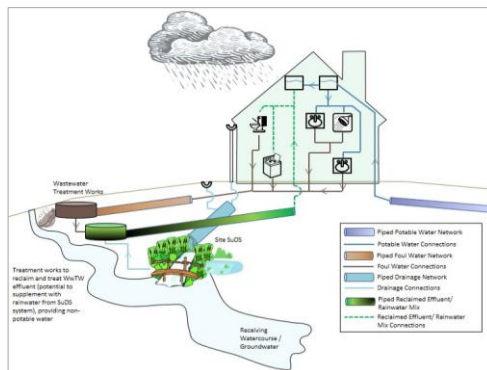 Wastewater
Treatment Works
Site SuDS
Treatment works to
reclaim and treat WwTW
effluent (potential to
supplement with
rainwater from SuDS
system), providing non-
potable water
Receiving
Watercourse /
Groundwater
Piped Potable Water Network
Potable Water Connections
Piped Foul Water Network
Foul Water Connections
Piped Drainage Network
Drainage Connections
Piped Reclaimed Effluent/
Rainwater Mix
Reclaimed Effluent/ Rainwater
Mix Connections